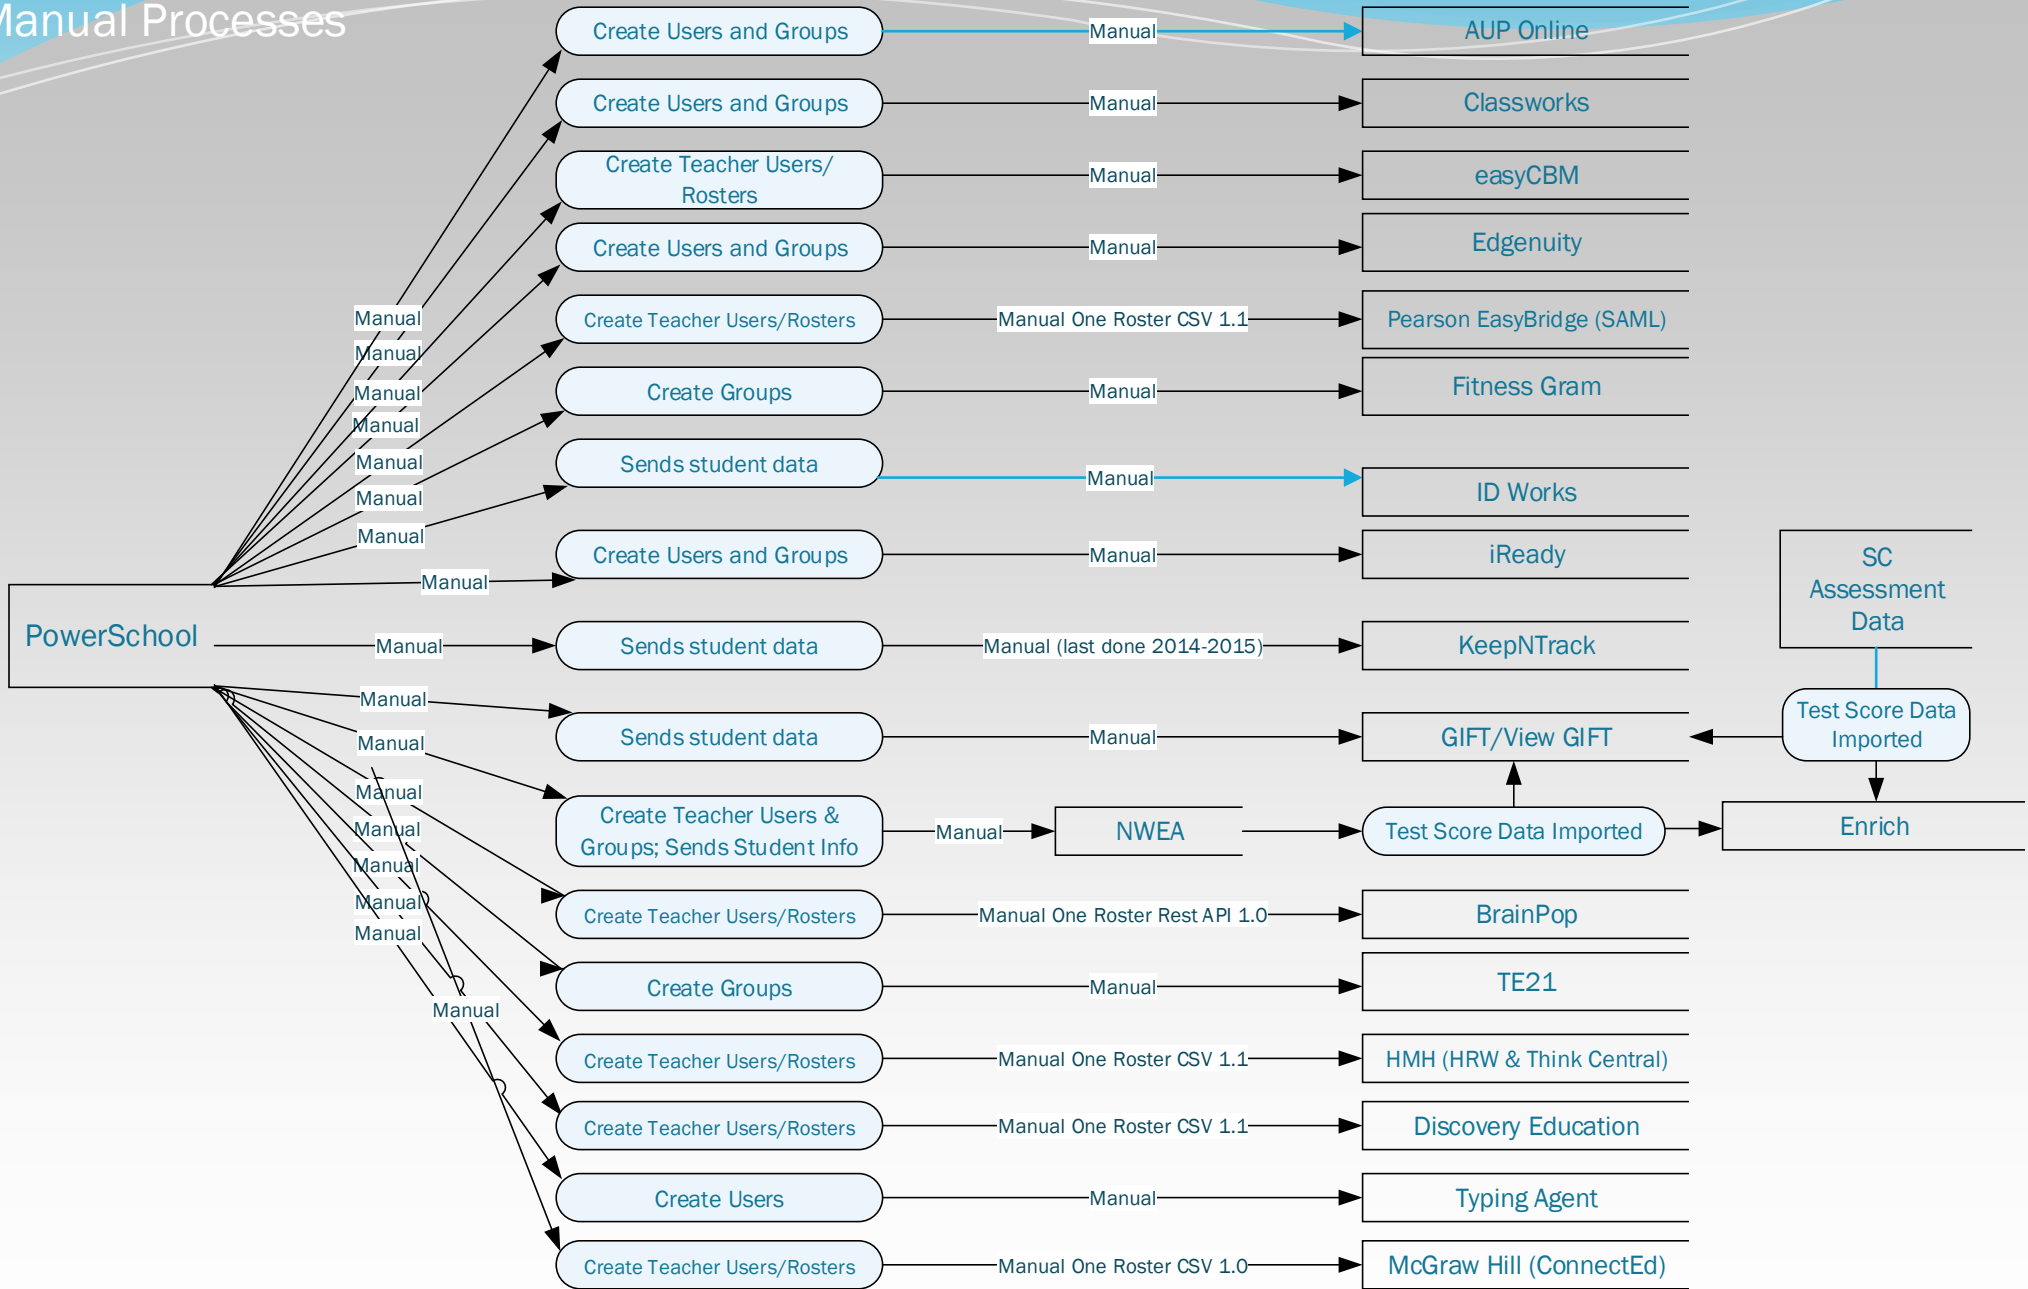 Manual Processes
Create Users and Groups
Manual
AUP Online
Create Users and Groups
Manual
Classworks
Create Teacher Users/
Rosters
Manual
easyCBM
Create Users and Groups
Manual
Edgenuity
Manual
Create Teacher Users/Rosters
Manual One Roster CSV 1.1
Pearson EasyBridge (SAML)
Manual
Manual
Create Groups
Manual
Fitness Gram
Manual
Manual
Sends student data
Manual
ID Works
Manual
Manual
Create Users and Groups
Manual
iReady
Manual
SC
Assessment
Data
PowerSchool
Manual
Sends student data
Manual (last done 2014-2015)
KeepNTrack
Manual
Sends student data
Manual
GIFT/View GIFT
Test Score Data
Imported
Manual
Manual
Create Teacher Users &
Groups; Sends Student Info
Manual
NWEA
Test Score Data Imported
Enrich
Manual
Manual
Manual
Manual
Create Teacher Users/Rosters
Manual One Roster Rest API 1.0
BrainPop
Create Groups
Manual
TE21
Manual
Create Teacher Users/Rosters
Manual One Roster CSV 1.1
HMH (HRW & Think Central)
Create Teacher Users/Rosters
Manual One Roster CSV 1.1
Discovery Education
Create Users
Manual
Typing Agent
Create Teacher Users/Rosters
Manual One Roster CSV 1.0
McGraw Hill (ConnectEd)